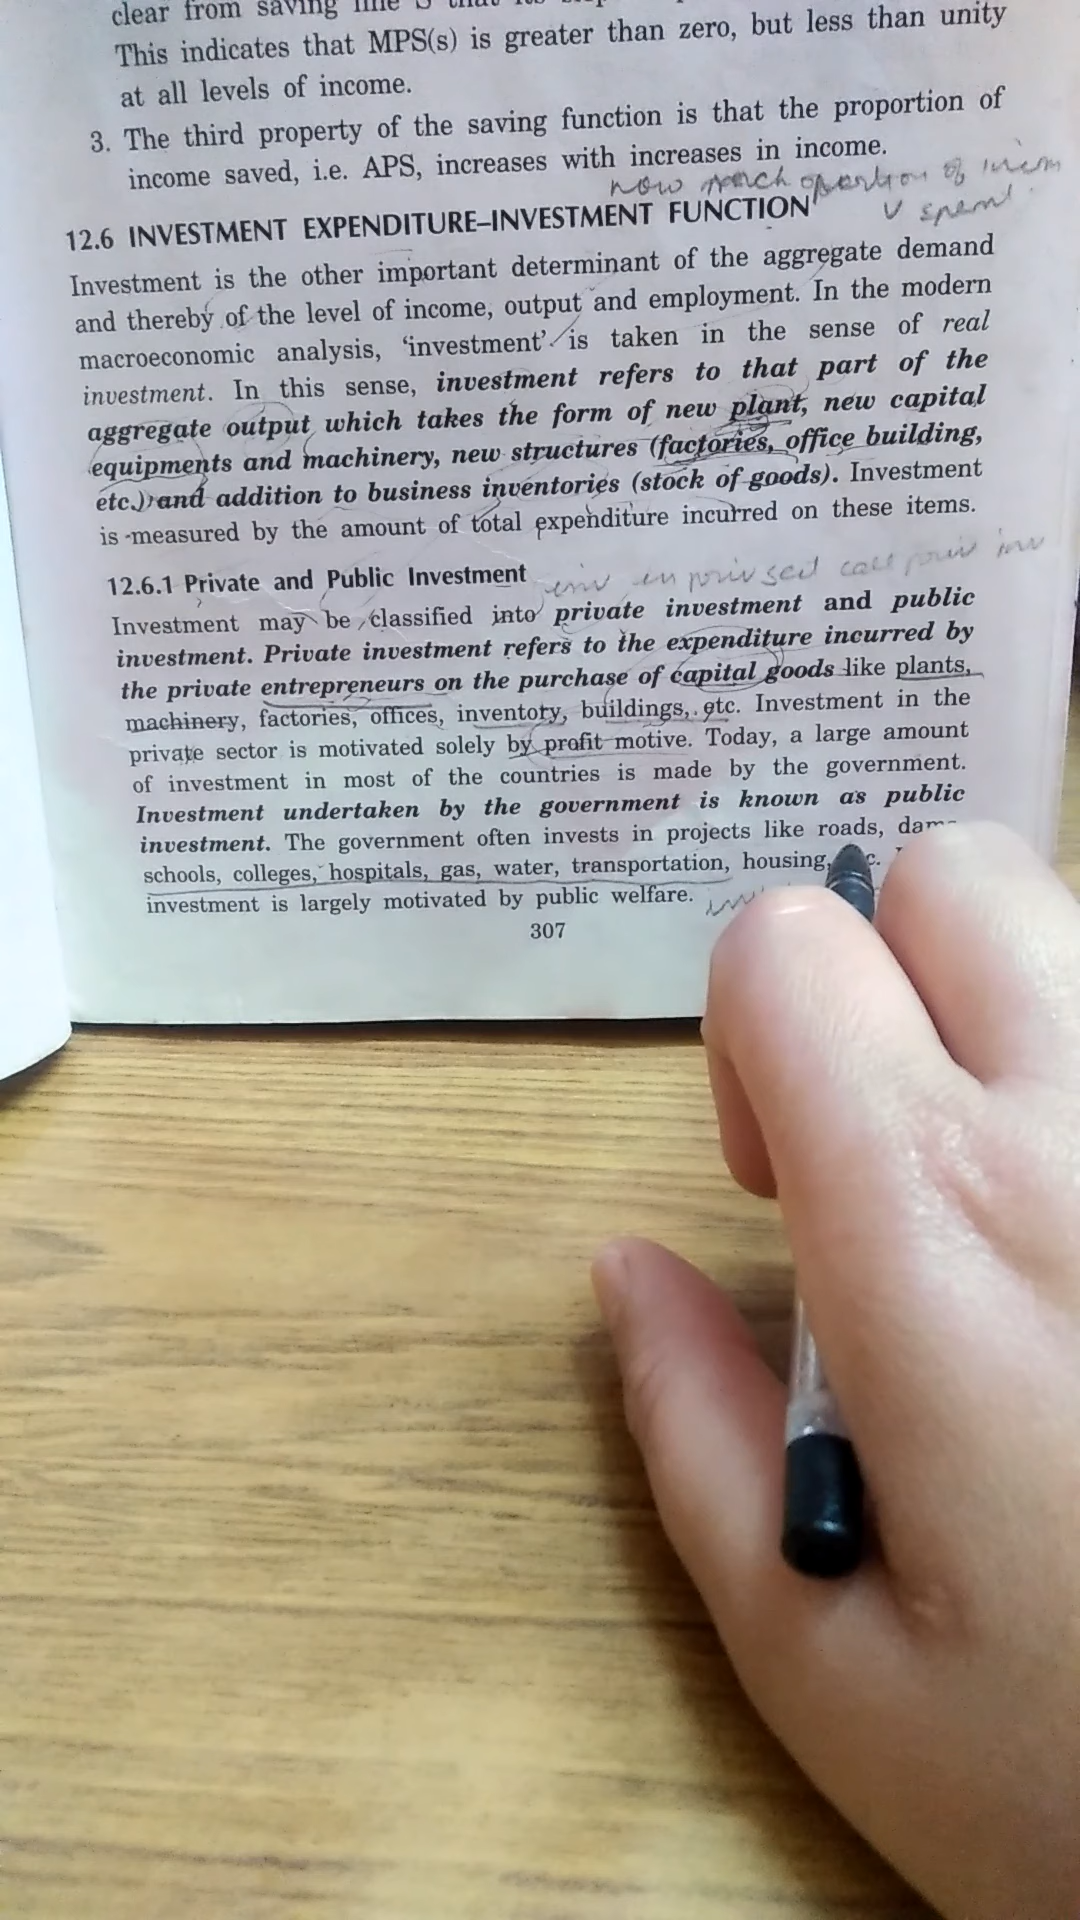 clear from saving line S that its
This indicates that MPS(s) is greater than zero, but less than unity
at all levels of income.
3. The third property of the saving function is that the proportion of
income saved, i.e. APS, increases with increases in income.
of
12.6 INVESTMENT EXPENDITURE–INVESTMENT FUNCTION
spent
Investment is the other important determinant of the aggregate demand
and thereby of the level of income, output and employment. In the modern
macroeconomic analysis, ‘investment’ is taken in the sense of real
investment. In this sense, investment refers to that part of the
aggregate output which takes the form of new plant, new capital
equipments and machinery, new structures (factories, office building,
etc.) and addition to business inventories (stock of goods). Investment
is measured by the amount of total expenditure incurred on these items.
12.6.1 Private and Public Investment
Investment may be classified into private investment and public
investment. Private investment refers to the expenditure incurred by
the private entrepreneurs on the purchase of capital goods like plants,
machinery, factories, offices, inventory, buildings, etc. Investment in the
private sector is motivated solely by profit motive. Today, a large amount
of investment in most of the countries is made by the government.
Investment undertaken by the government is known as public
investment. The government often invests in projects like roads,
schools, colleges, hospitals, gas, water, transportation, housing,
investment is largely motivated by public welfare.
307